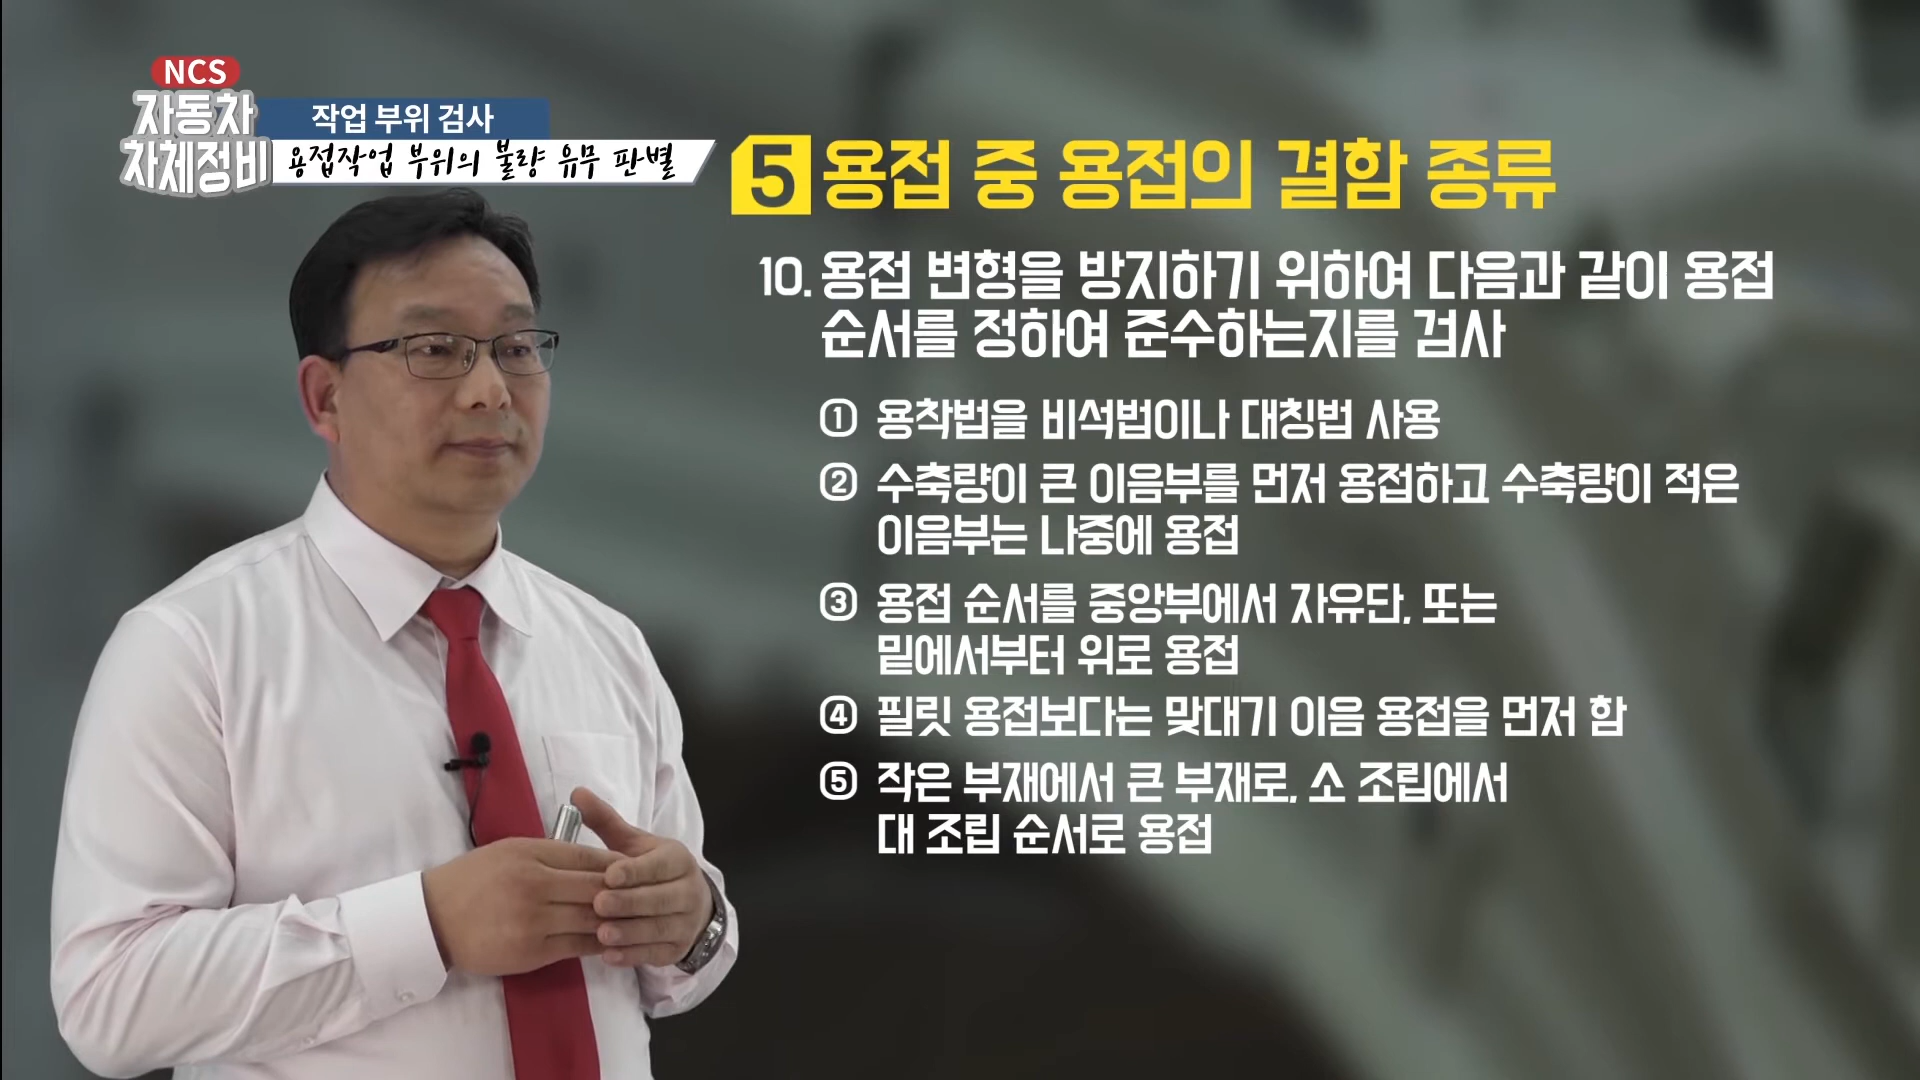 NCS
자동차
차체정비
작업 부위 검사
용접작업 부위의 불량 유무 판별
5 용접 중 용접의 결함 종류
10. 용접 변형을 방지하기 위하여 다음과 같이 용접
순서를 정하여 준수하는지를 검사
① 용착법을 비석법이나 대칭법 사용
② 수축량이 큰 이음부를 먼저 용접하고 수축량이 적은
이음부는 나중에 용접
③ 용접 순서를 중앙부에서 자유단, 또는
밑에서부터 위로 용접
④ 필릿 용접보다는 맞대기 이음 용접을 먼저 함
⑤ 작은 부재에서 큰 부재로, 소 조립에서
대 조립 순서로 용접